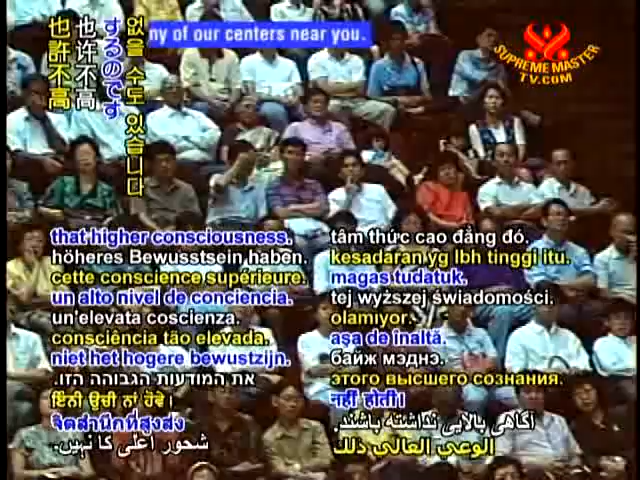 ny of our centers near you.
SUPREME MASTER
TV.COM
없을 수도 있습니다
するのです
也许不高
也許不高
that higher consciousness.
höheres Bewusstsein haben.
cette conscience supérieure.
un alto nivel de conciencia.
un'elevata coscienza.
consciência tão elevada.
niet het hogere bewustzijn.
את המודעות הגבוהה הזו.
ਇੰਨੀ ਉਚੀ ਨਾਂ ਹੋਵੇ।
จิตสำนึกที่สูงส่ง
شحور اعلٰی کا نہیں.
tâm thức cao đẳng đó.
kesadaran yg lbh tinggi itu.
magas tudatuk.
tej wyższej świadomości.
olamıyor.
aşa de înaltă.
байж мэднэ.
этого высшего сознания.
नहीं होती।
آگاهی بالایی نداشته باشند.
الوعي العالي ذلك